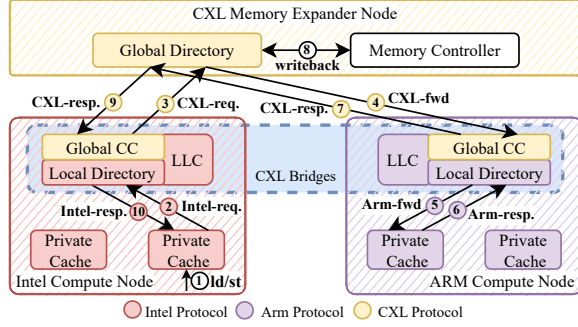 CXL Memory Expander Node
Global Directory
8
writeback
Memory Controller
9
CXL-resp.
3
CXL-req.
CXL-resp.
7
4
CXL-fwd
Global CC
Local Directory
LLC
CXL Bridges
LLC
Global CC
Local Directory
Intel-resp.
10
2
Intel-req.
Arm-fwd
5
6
Arm-resp.
Private
Cache
Private
Cache
Private
Cache
Private
Cache
Intel Compute Node
1
ld/st
ARM Compute Node
Intel Protocol
Arm Protocol
CXL Protocol